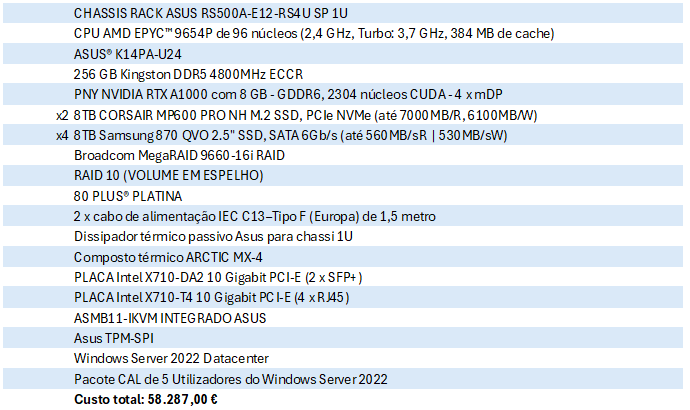 CHASSIS RACK ASUS RS500A-E12-RS4U SP 1U
CPU AMD EPYC™ 9654P de 96 núcleos (2,4 GHz, Turbo: 3,7 GHz, 384 MB de cache)
ASUS® K14PA-U24
256 GB Kingston DDR5 4800MHz ECCR
PNY NVIDIA RTX A1000 com 8 GB - GDDR6, 2304 núcleos CUDA - 4 x mDP
x2 8TB CORSAIR MP600 PRO NH M.2 SSD, PCIe NVMe (até 7000MB/R, 6100MB/W)
x4 8TB Samsung 870 QVO 2.5" SSD, SATA 6Gb/s (até 560MB/sR | 530MB/sW)
Broadcom MegaRAID 9660-16i RAID
RAID 10 (VOLUME EM ESPELHO)
80 PLUS® PLATINA
2 x cabo de alimentação IEC C13–Tipo F (Europa) de 1,5 metro
Dissipador térmico passivo Asus para chassi 1U
Composto térmico ARCTIC MX-4
PLACA Intel X710-DA2 10 Gigabit PCI-E (2 x SFP+)
PLACA Intel X710-T4 10 Gigabit PCI-E (4 x RJ45)
ASMB11-IKVM INTEGRADO ASUS
Asus TPM-SPI
Windows Server 2022 Datacenter
Pacote CAL de 5 Utilizadores do Windows Server 2022
Custo total: 58.287,00 €